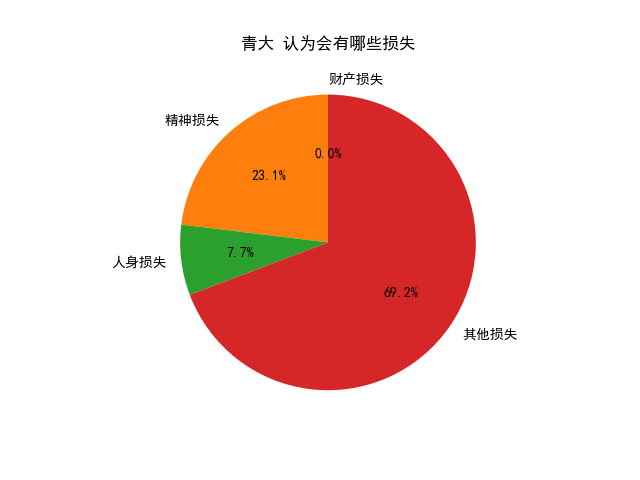 青大 认为会有哪些损失
财产损失
精神损失
0.0%
23.1%
7.7%
人身损失
69.2%
其他损失